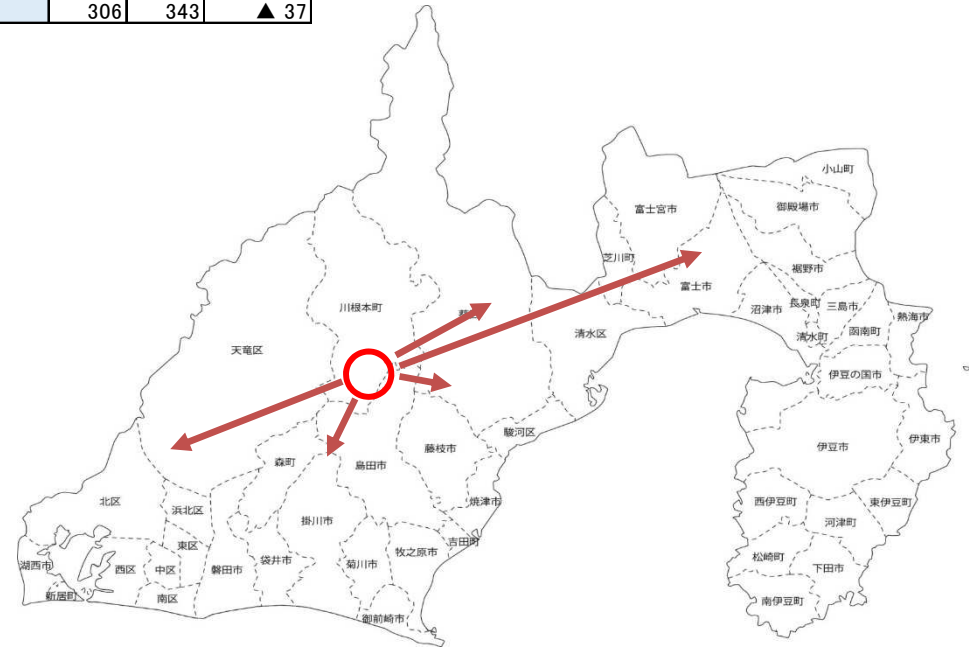 306 343 ▲ 37
小山町
御殿場市
富士宮市
芝川町
裾野市
富士市
川根本町
長泉町
三島市
沼津市
熱海市
清水町
函南町
清水区
天竜区
伊豆の国市
駿河区
伊東市
伊豆市
藤枝市
森町
島田市
北区
浜北区
焼津市
西伊豆町
東伊豆町
掛川市
河津町
吉田町
東区
牧之原市
松崎町
袋井市
菊川市
湖西市
西区
中区
磐田市
下田市
新居町
南区
南伊豆町
御前崎市